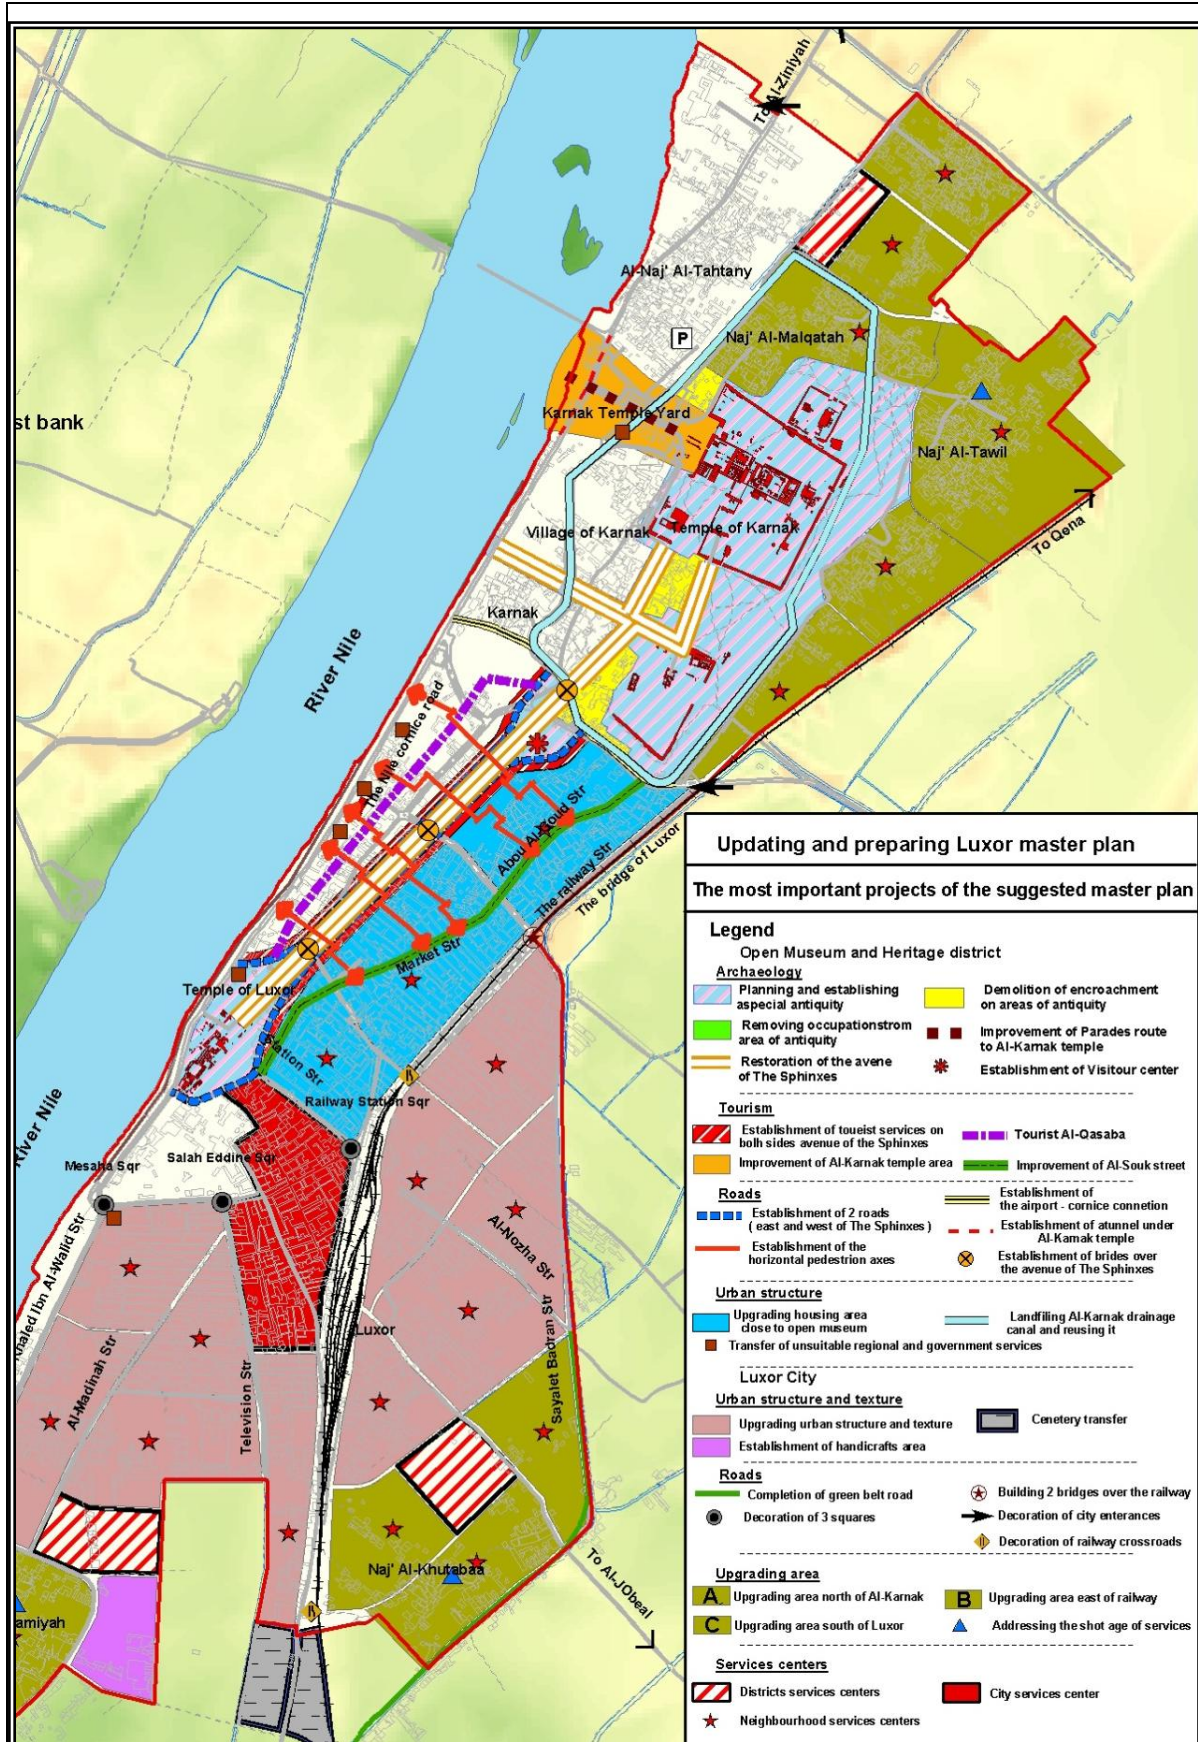 To Al-Ziniyah
Al-Naj' Al-Tahtany
P
Naj' Al-Malqatah
st bank
Karnak Temple Yard
Naj' Al-Tawil
Village of Karnak
Temple of Karnak
To Qena
Karnak
River Nile
The Nile cornice road
Abou Al-Joud Str
The railway Str
The bridge of Luxor
Market Str
Temple of Luxor
Station Str
Railway Station Sqr
River Nile
Mesaha Sqr
Salah Eddine Sqr
Khaled Ibn Al-Walid Str
Al-Nozha Str
Luxor
Al-Madinah Str
Television Str
Sayalet Badran Str
Naj' Al-Khutabaa
To Al-JObeal
amiyah
Updating and preparing Luxor master plan
The most important projects of the suggested master plan
Legend
Open Museum and Heritage district
Archaeology
Planning and establishing
aspecial antiquity
Demolition of encroachment
on areas of antiquity
Removing occupationstrom
area of antiquity
Improvement of Parades route
to Al-Karnak temple
Restoration of the avene
of The Sphinxes
Establishment of Visitour center
Tourism
Establishment of toueist services on
bolh sides avenue of the Sphinxes
Tourist Al-Qasaba
Improvement of Al-Karnak temple area
Improvement of Al-Souk street
Roads
Establishment of 2 roads
( east and west of The Sphinxes )
Establishment of
the airport - cornice connetion
Establishment of atunnel under
Al-Karnak temple
Establishment of the
horizontal pedestrion axes
Establishment of brides over
the avenue of The Sphinxes
Urban structure
Upgrading housing area
close to open museum
Landfiling Al-Karnak drainage
canal and reusing it
Transfer of unsuitable regional and government services
Luxor City
Urban structure and texture
Upgrading urban structure and texture
Cenetery transfer
Establishment of handicrafts area
Roads
Completion of green belt road
Building 2 bridges over the railway
Decoration of 3 squares
Decoration of city enterances
Decoration of railway crossroads
Upgrading area
A. Upgrading area north of Al-Karnak
B Upgrading area east of railway
C Upgrading area south of Luxor
Addressing the shot age of services
Services centers
Districts services centers
City services center
Neighbourhood services centers